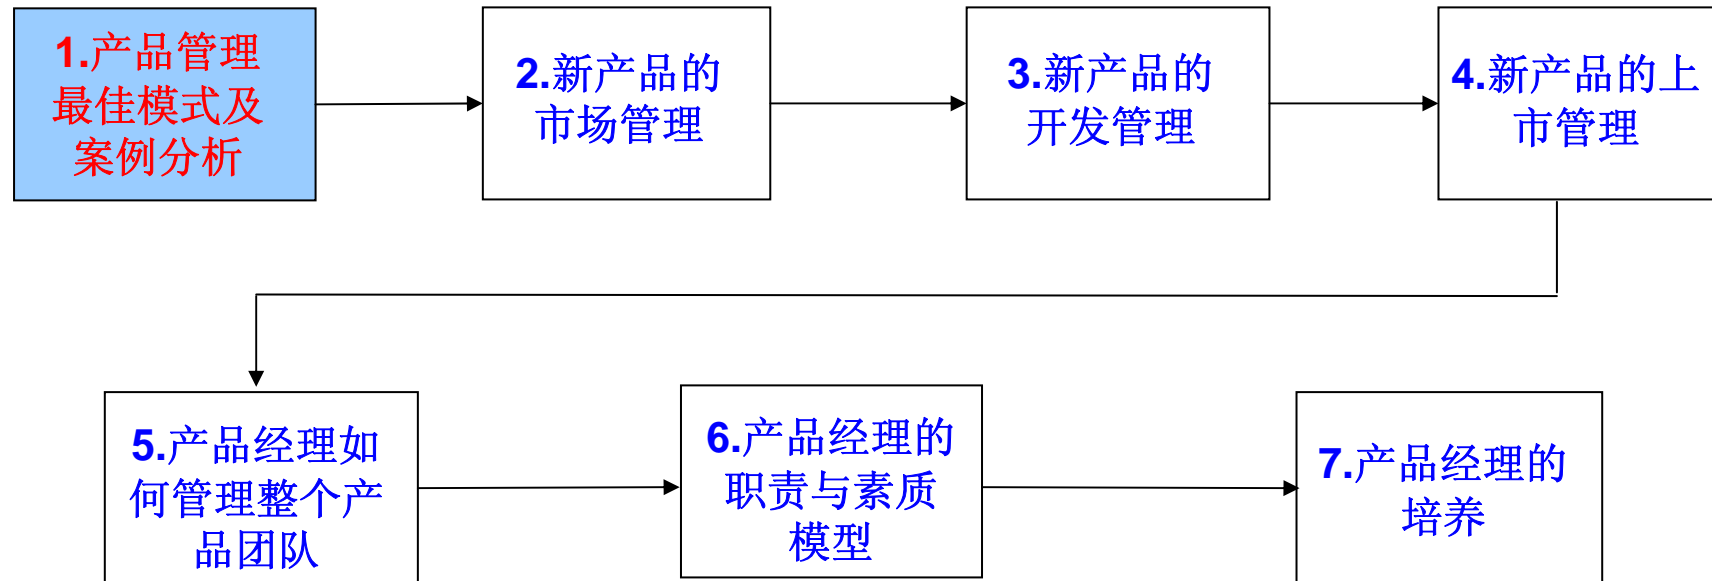 1.产品管理
最佳模式及
案例分析
2.新产品的
市场管理
3.新产品的
开发管理
4.新产品的上
市管理
5.产品经理如
何管理整个产
品团队
6.产品经理的
职责与素质
模型
7.产品经理的
培养